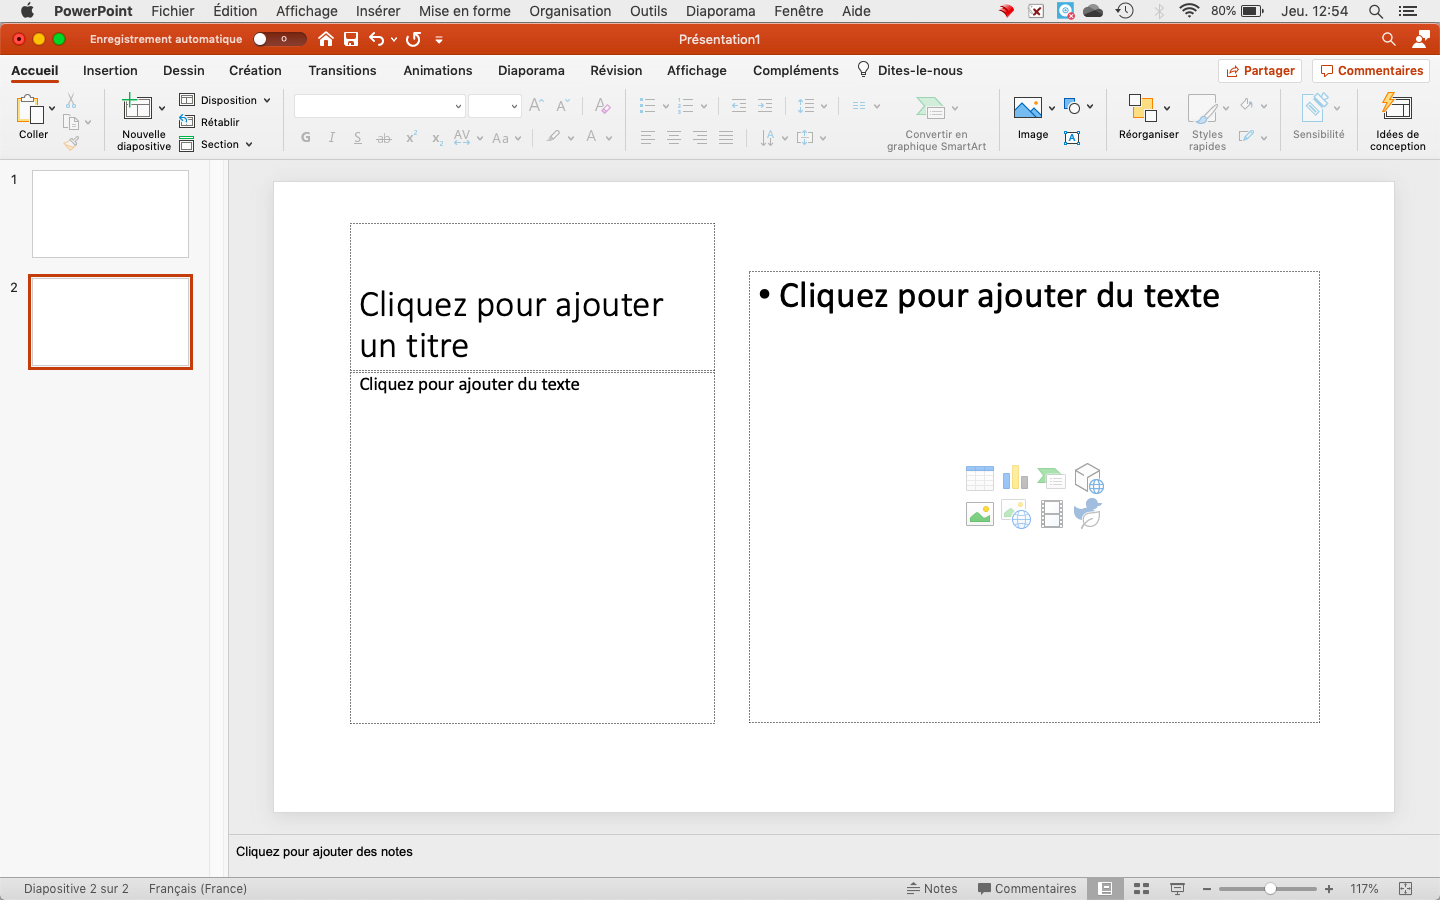 PowerPoint Fichier Édition Affichage Insérer Mise en forme Organisation Outils Diaporama Fenêtre Aide 80% Jeu. 12:54
Enregistrement automatique Présentation1
Accueil Insertion Dessin Création Transitions Animations Diaporama Révision Affichage Compléments Dites-le-nous Partager Commentaires
Coller
Nouvelle
diapositive
Disposition
Rétablir
Section
G I S ab x² x₂ AV Aa A
Convertir en
graphique SmartArt
Image
Réorganiser
Styles
rapides
Sensibilité
Idées de
conception
1
2
Cliquez pour ajouter
un titre
Cliquez pour ajouter du texte
• Cliquez pour ajouter du texte
Cliquez pour ajouter des notes
Diapositive 2 sur 2 Français (France) Notes Commentaires 117%